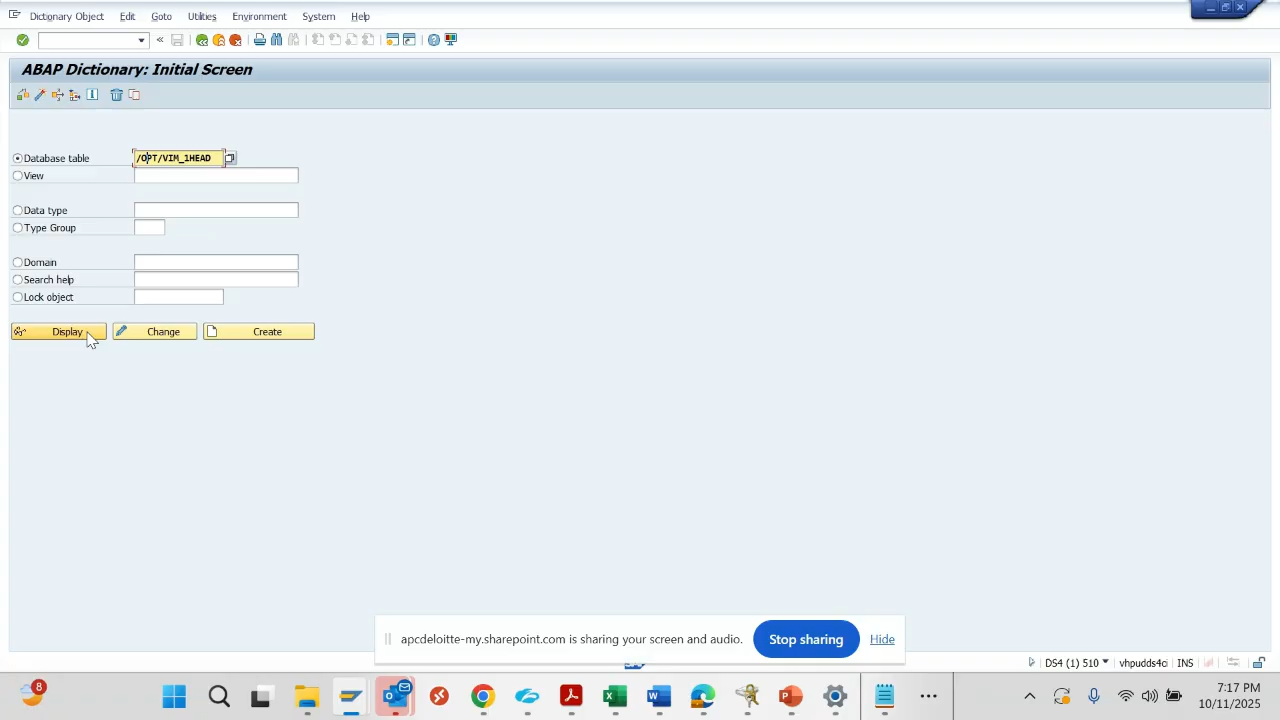 Dictionary Object Edit Goto Utilities Environment System Help
ABAP Dictionary: Initial Screen
Database table /OPT/VIM_1HEAD
View
Data type
Type Group
Domain
Search help
Lock object
Display Change Create
apcdeloitte-my.sharepoint.com is sharing your screen and audio. Stop sharing Hide
DS4 (1) 510 vhpudds4ci INS
8
7:17 PM
10/11/2025